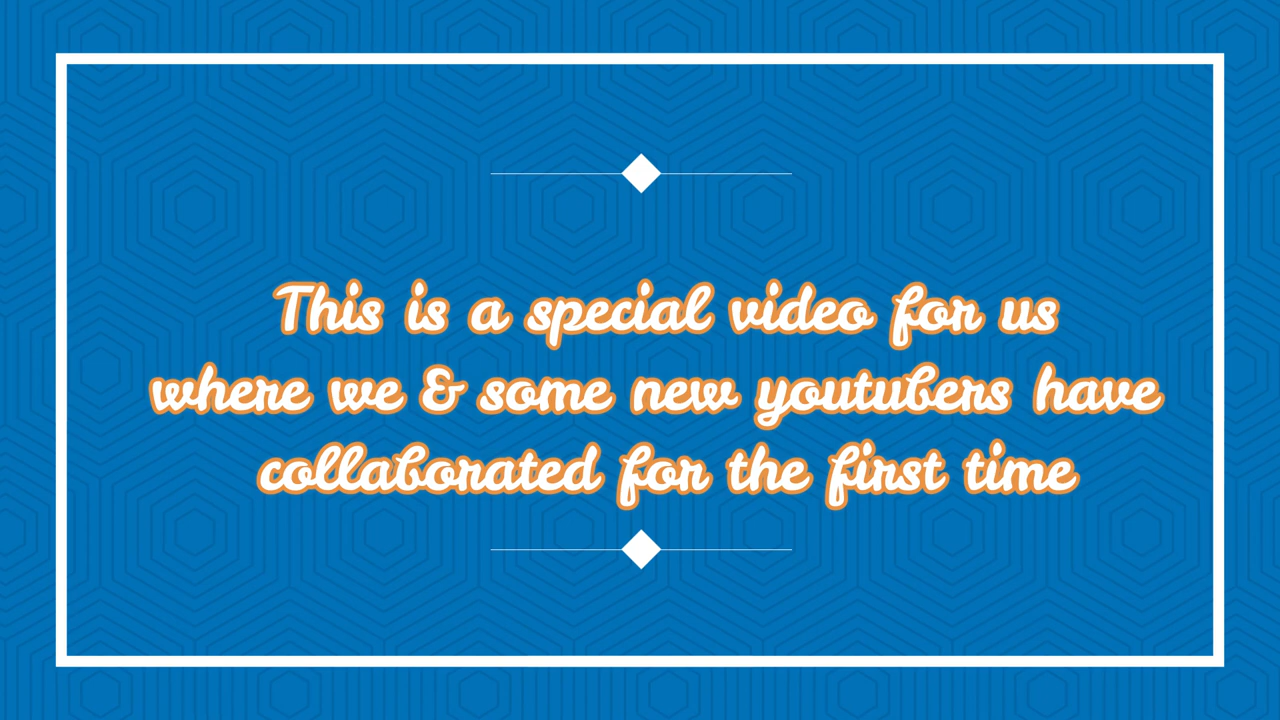 This is a special video for us
where we & some new youtubers have
collaborated for the first time